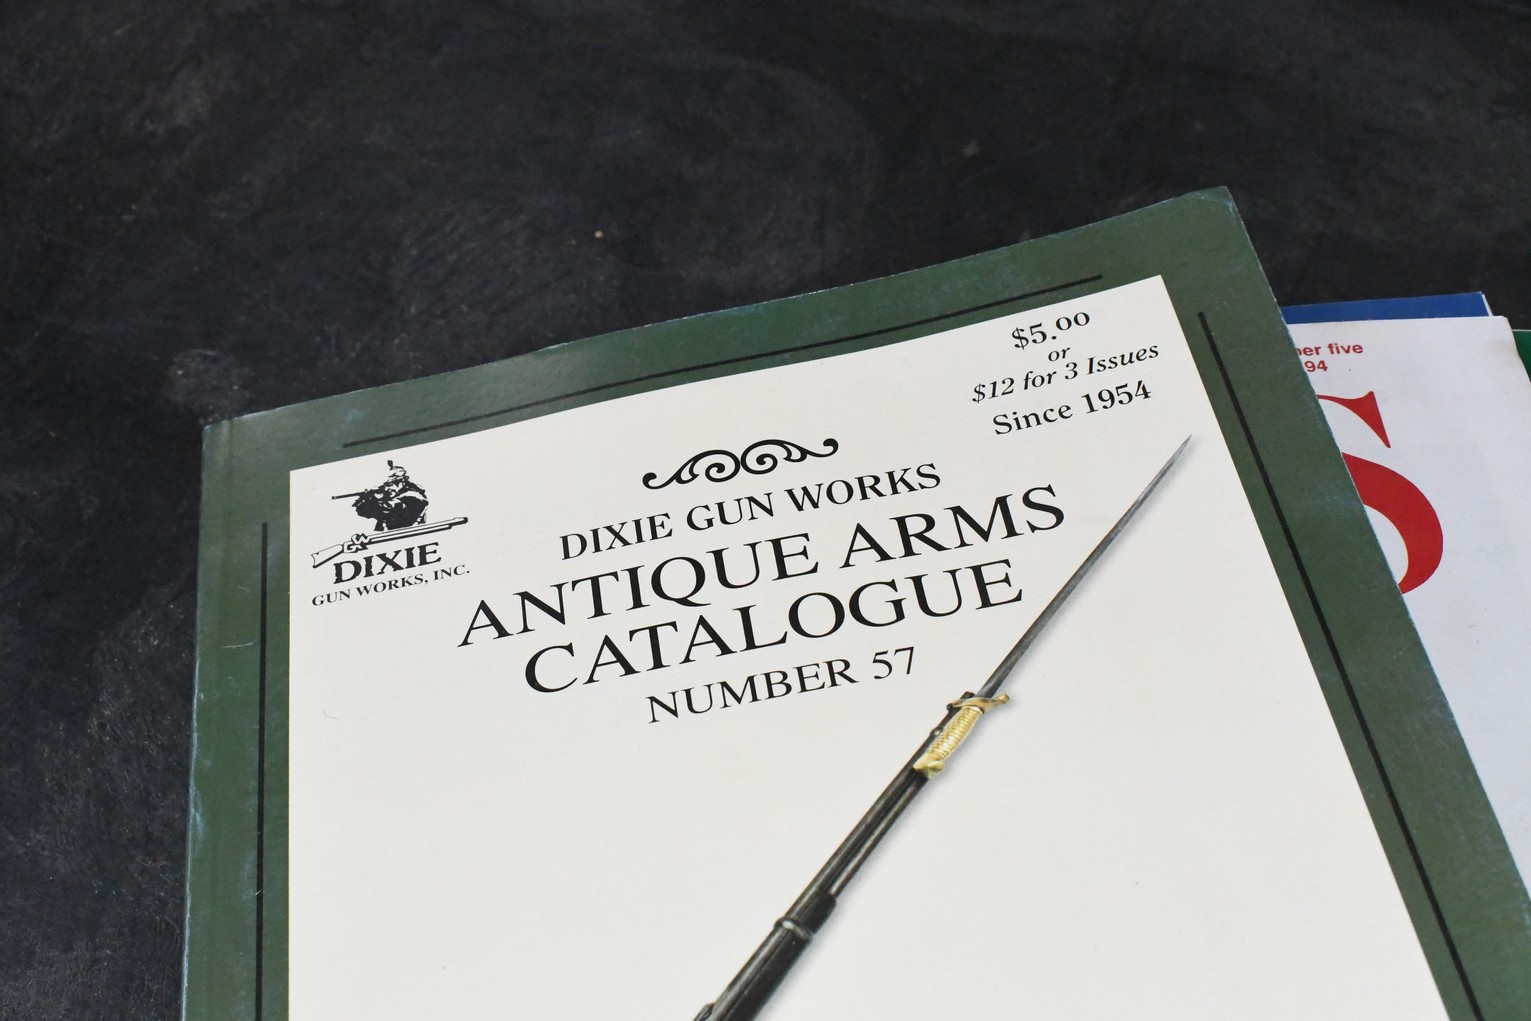 $5.00
or
$12 for 3 Issues
Since 1954
DIXIE
GUN WORKS, INC.
DIXIE GUN WORKS
ANTIQUE ARMS
CATALOGUE
NUMBER 57
five
94
S